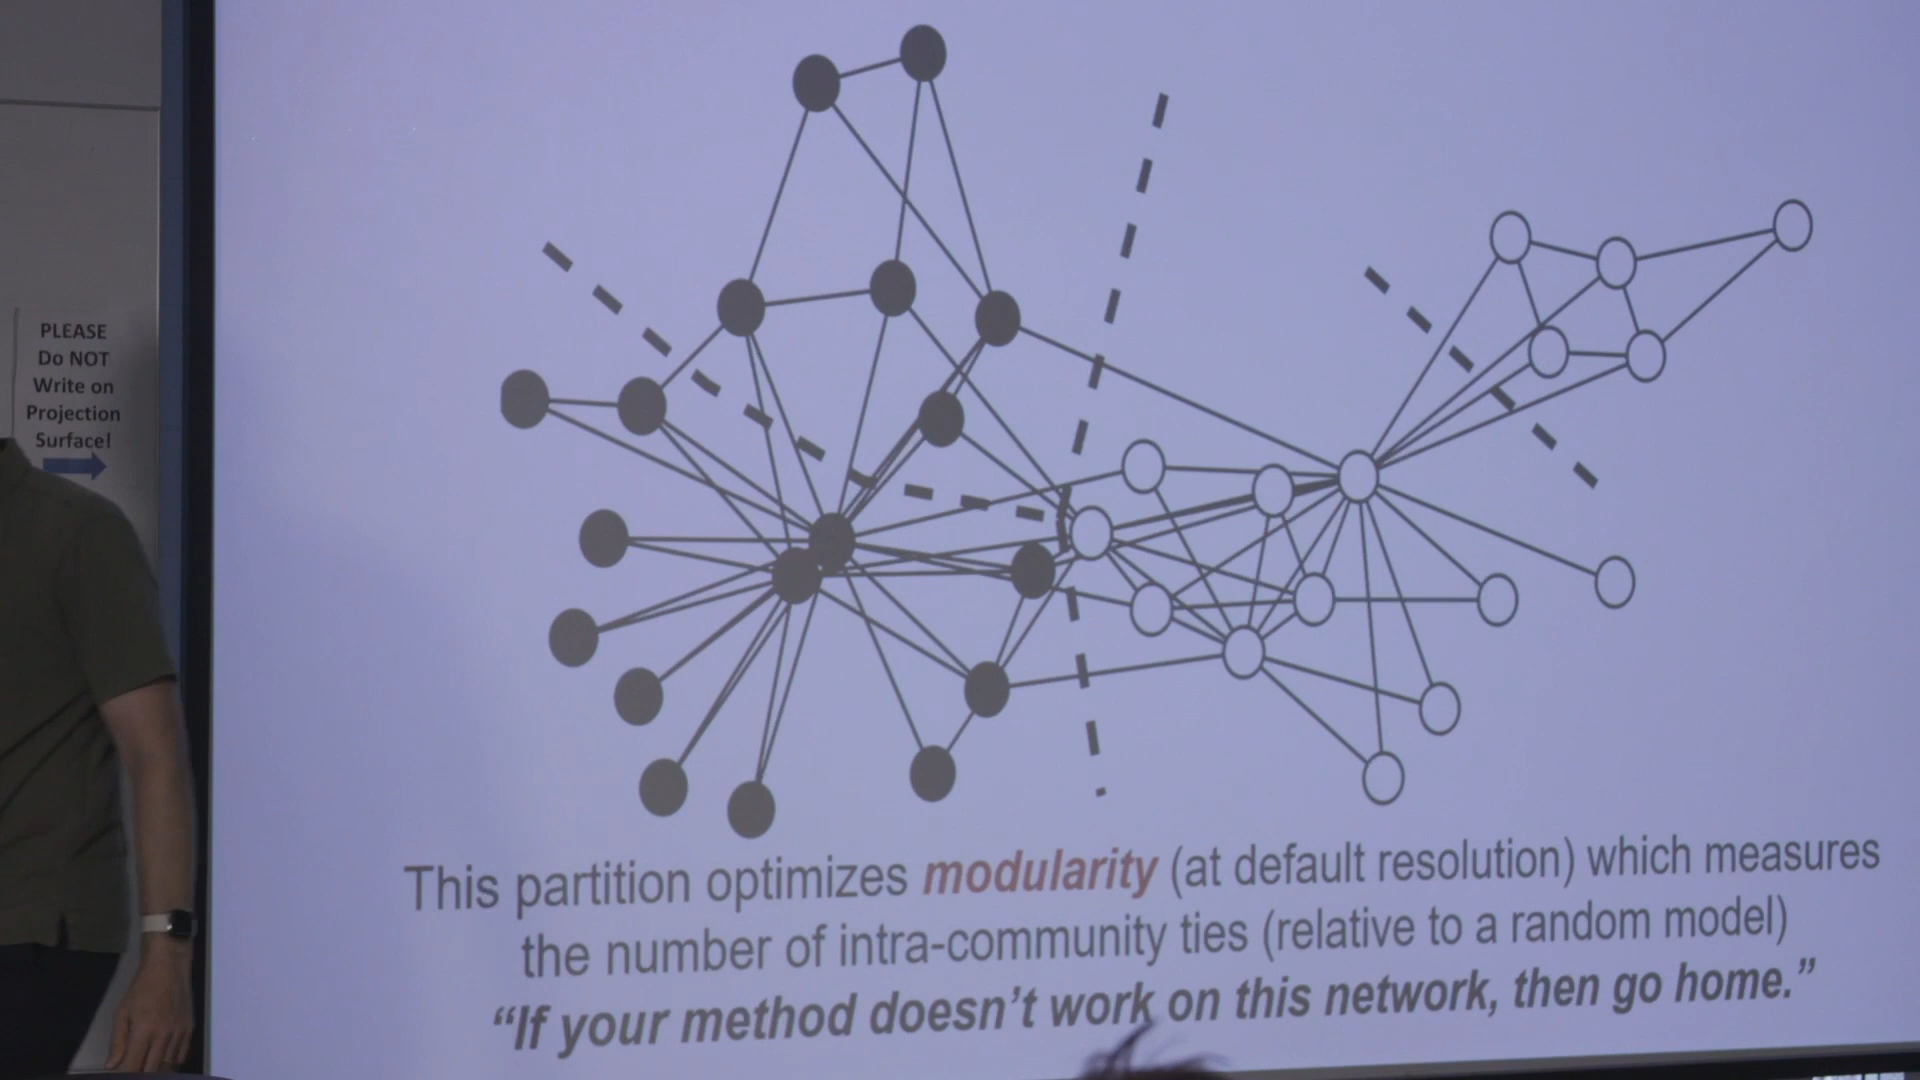 PLEASE
Do NOT
Write on
Projection
Surface!
This partition optimizes modularity (at default resolution) which measures
the number of intra-community ties (relative to a random model)
“If your method doesn’t work on this network, then go home.”